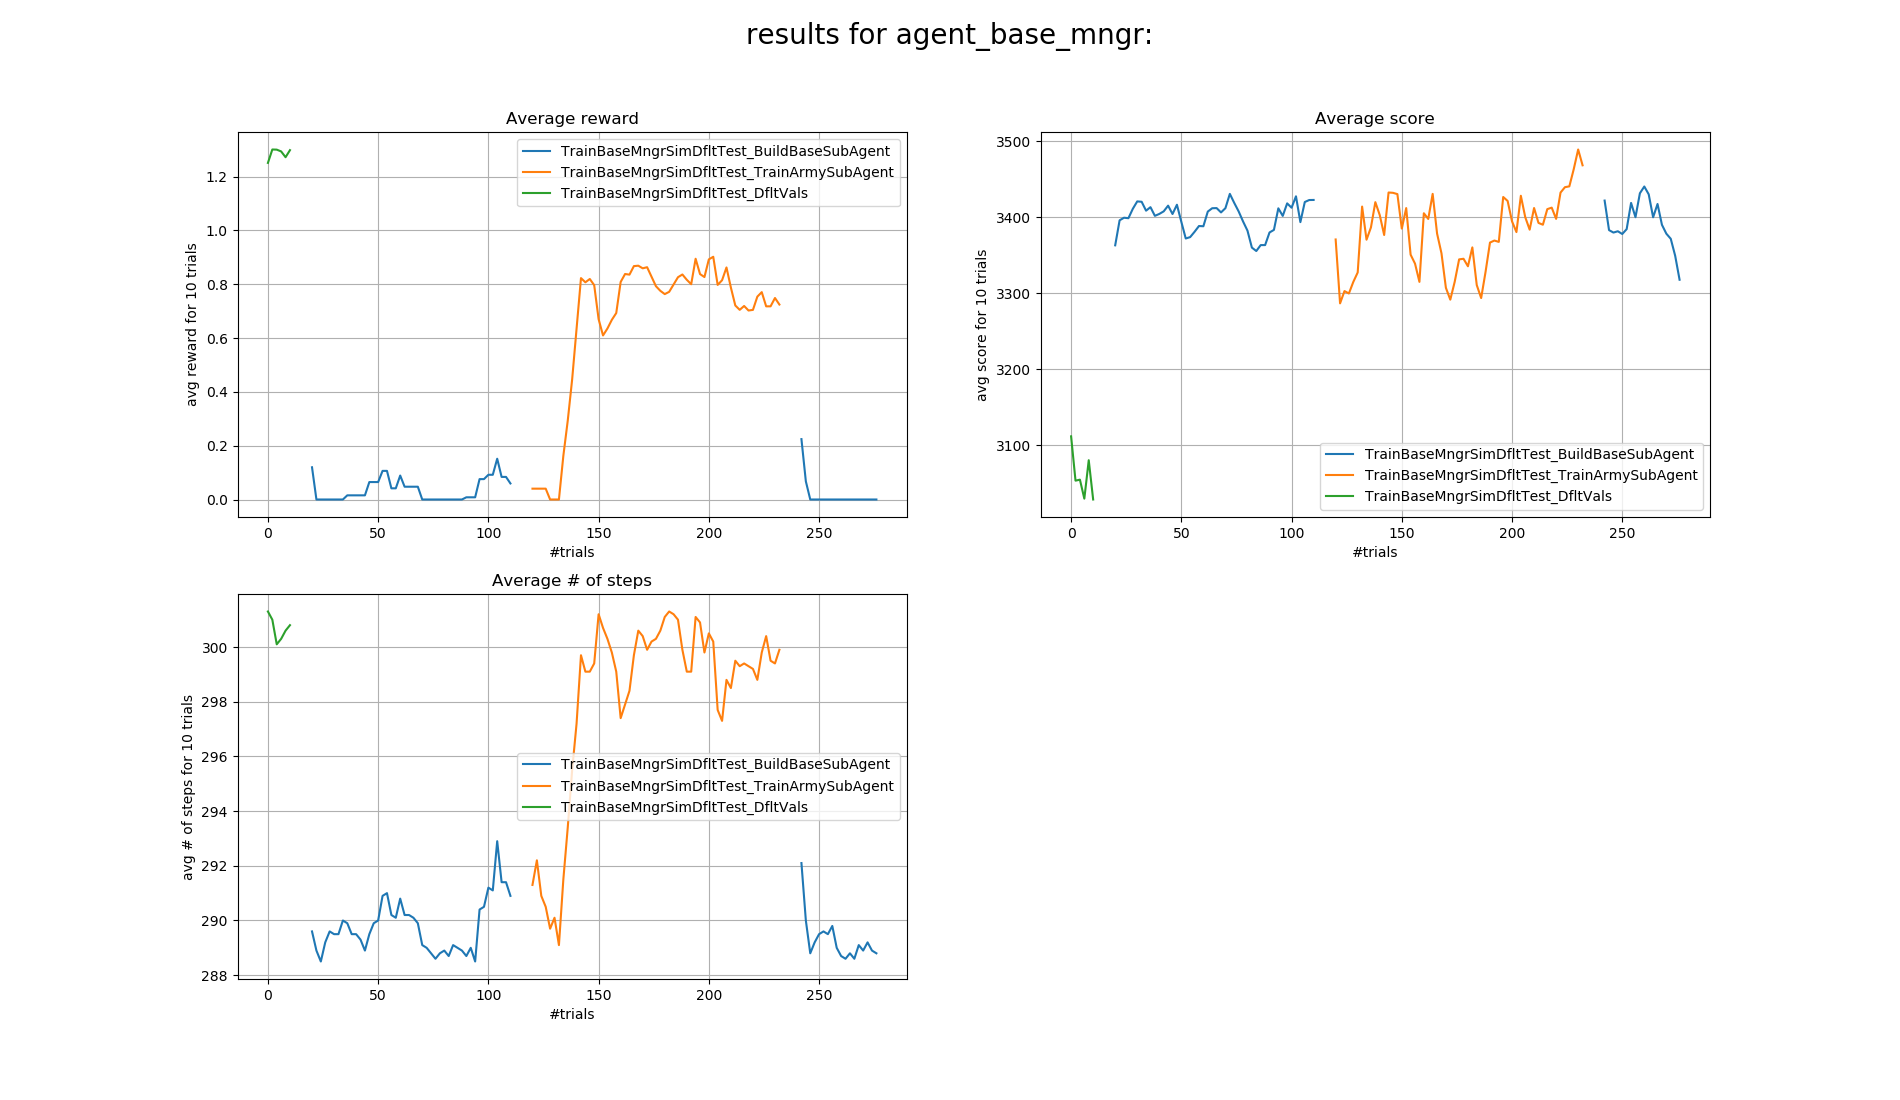 results for agent_base_mngr:
Average reward
avg reward for 10 trials
1.2
1.0
0.8
0.6
0.4
0.2
0.0
TrainBaseMngrSimDfltTest_BuildBaseSubAgent
TrainBaseMngrSimDfltTest_TrainArmySubAgent
TrainBaseMngrSimDfltTest_DfltVals
0 50 100 150 200 250
#trials
Average score
avg score for 10 trials
3500
3400
3300
3200
3100
TrainBaseMngrSimDfltTest_BuildBaseSubAgent
TrainBaseMngrSimDfltTest_TrainArmySubAgent
TrainBaseMngrSimDfltTest_DfltVals
0 50 100 150 200 250
#trials
Average # of steps
avg # of steps for 10 trials
300
298
296
294
292
290
288
TrainBaseMngrSimDfltTest_BuildBaseSubAgent
TrainBaseMngrSimDfltTest_TrainArmySubAgent
TrainBaseMngrSimDfltTest_DfltVals
0 50 100 150 200 250
#trials